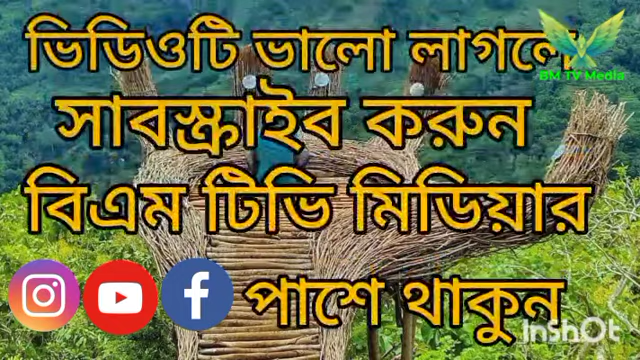 ভিডিওটি ভালো লাগলে
BM TV Media
সাবস্ক্রাইব করুন
বিএম টিভি মিডিয়ার
পাশে থাকুন
InShOt